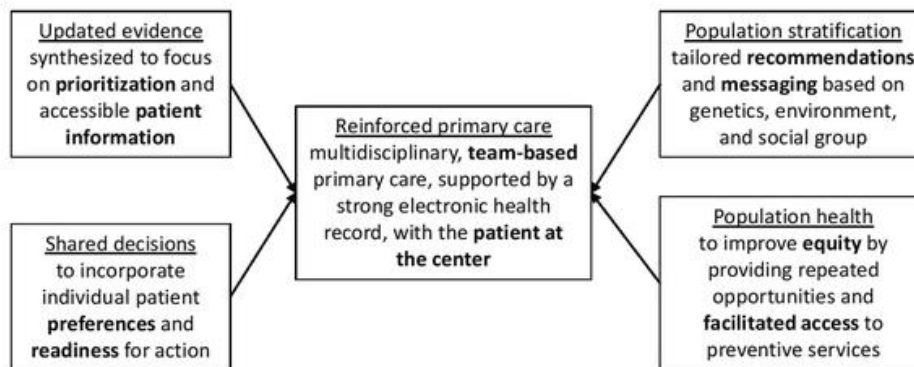 Updated evidence
synthesized to focus
on prioritization and
accessible patient
information
Shared decisions
to incorporate
individual patient
preferences and
readiness for action
Reinforced primary care
multidisciplinary, team-based
primary care, supported by a
strong electronic health
record, with the patient at
the center
Population stratification
tailored recommendations
and messaging based on
genetics, environment,
and social group
Population health
to improve equity by
providing repeated
opportunities and
facilitated access to
preventive services